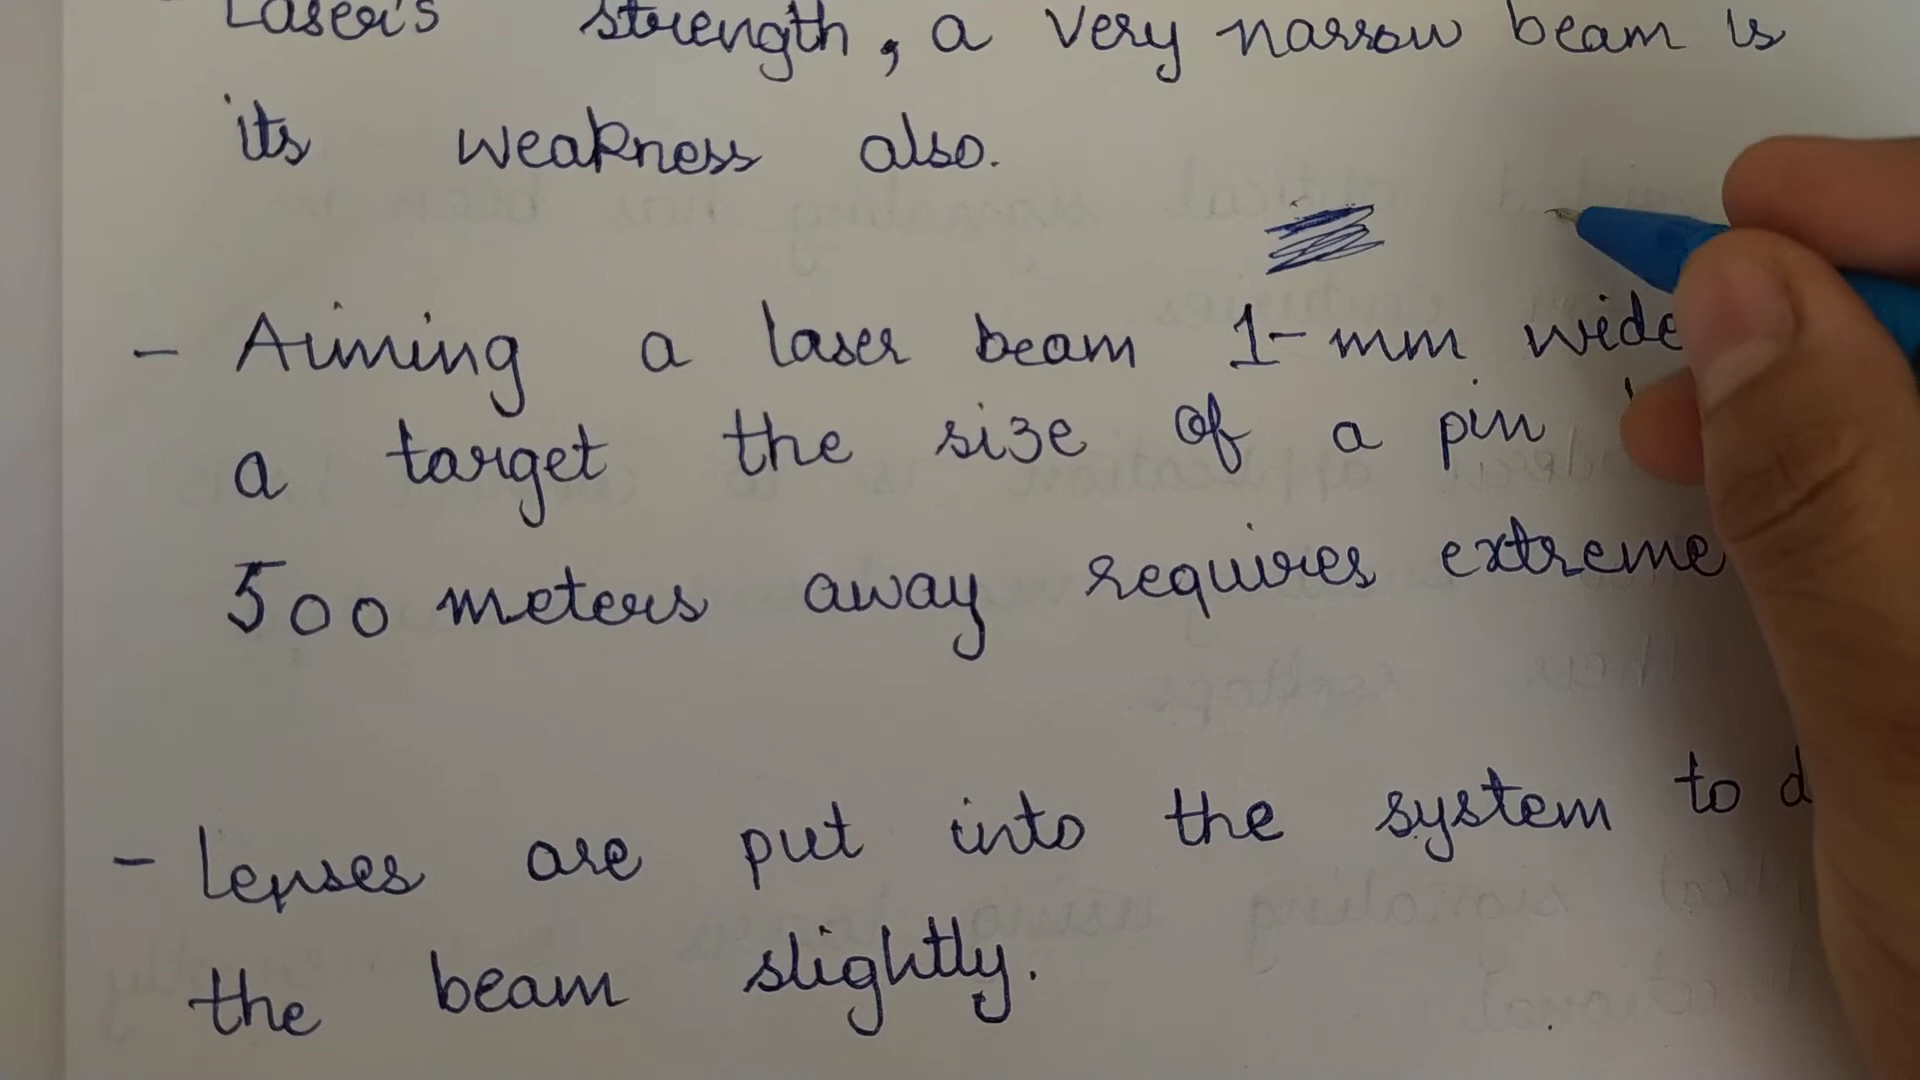 Laser's strength, a very narrow beam is
its weakness also.
- Aiming a laser beam 1-mm wide
a target the size of a pin
500 meters away requires extreme
- Lenses are put into the system to d
the beam slightly.